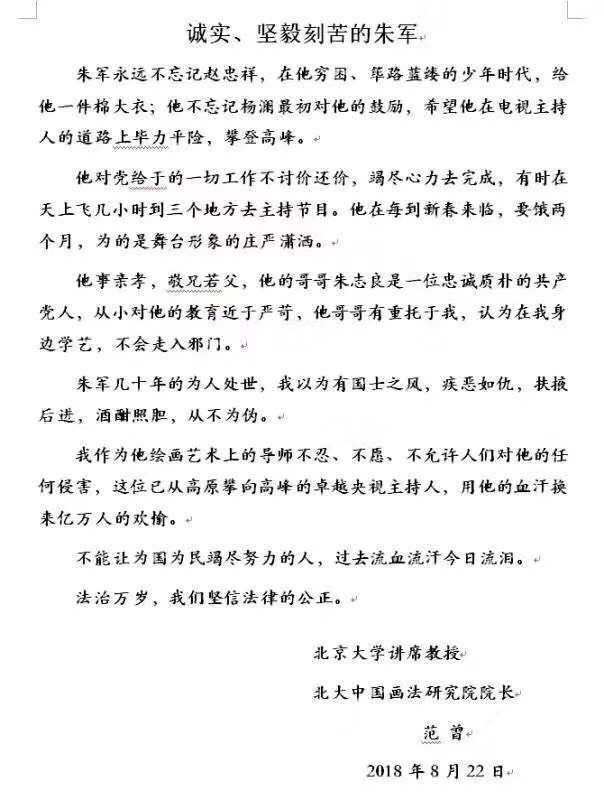 诚实、坚毅刻苦的朱军
朱军永远不忘记赵忠祥，在他穷困、筚路蓝缕的少年时代，给
他一件棉大衣；他不忘记杨澜最初对他的鼓励，希望他在电视主持
人的道路上毕力平险，攀登高峰。
他对党给于的一切工作不讨价还价，竭尽心力去完成，有时在
天上飞几小时到三个地方去主持节目。他在每到新春来临，要饿两
个月，为的是舞台形象的庄严潇洒。
他事亲孝，敬兄若父，他的哥哥朱志良是一位忠诚质朴的共产
党人，从小对他的教育近于严苛，他哥哥有重托于我，认为在我身
边学艺，不会走入邪门。
朱军几十年的为人处世，我以为有国士之风，疾恶如仇，扶掖
后进，酒酣照胆，从不为伪。
我作为他绘画艺术上的导师不忍、不愿、不允许人们对他的任
何侵害，这位已从高原攀向高峰的卓越央视主持人，用他的血汗换
来亿万人的欢愉。
不能让为国为民竭尽努力的人，过去流血流汗今日流泪。
法治万岁，我们坚信法律的公正。
北京大学讲席教授
北大中国画法研究院院长
范 曾
2018 年 8 月 22 日